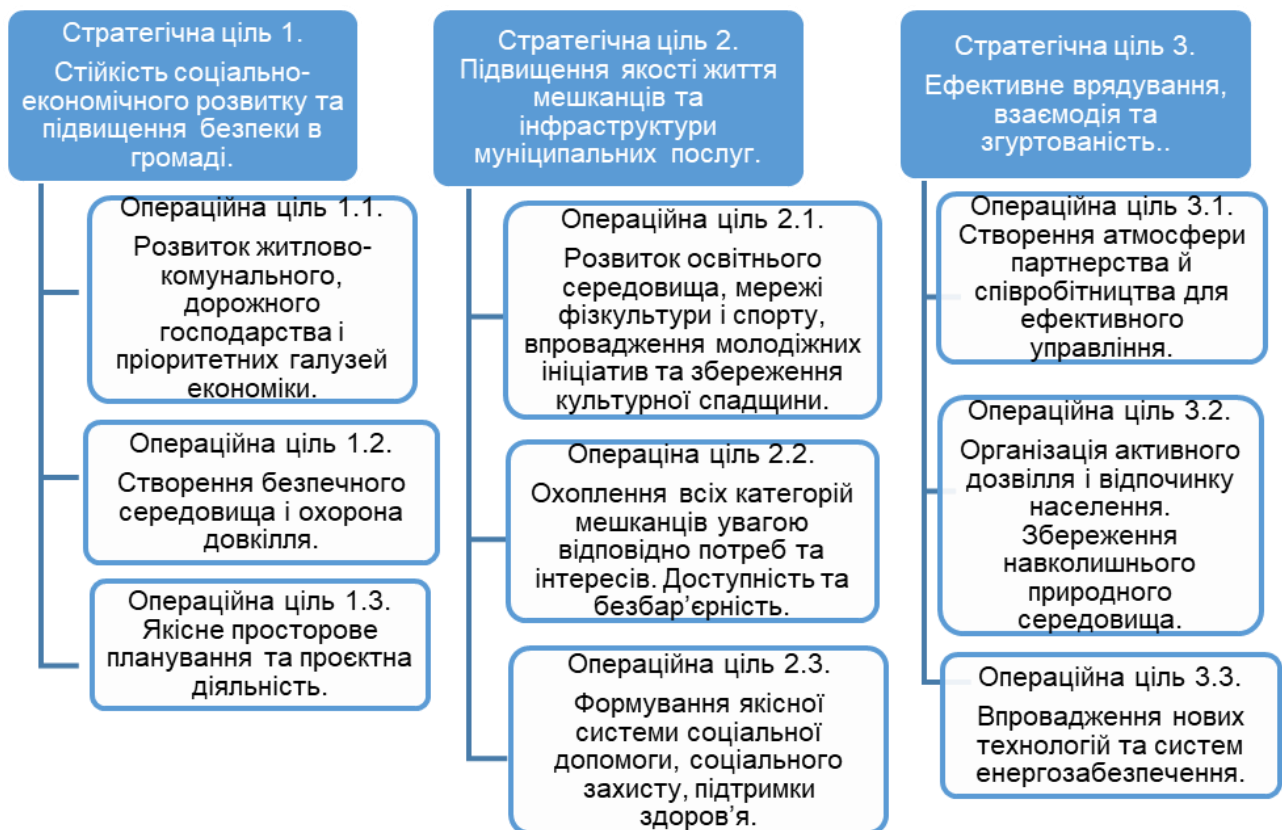 Стратегічна ціль 1.
Стійкість соціально-
економічного розвитку та
підвищення безпеки в
громаді.
Операційна ціль 1.1.
Розвиток житлово-
комунального,
дорожного
господарства і
пріоритетних галузей
економіки.
Операційна ціль 1.2.
Створення безпечного
середовища і охорона
довкілля.
Операційна ціль 1.3.
Якісне просторове
планування та проєктна
діяльність.
Стратегічна ціль 2.
Підвищення якості життя
мешканців та
інфраструктури
муніципальних послуг.
Операційна ціль 2.1.
Розвиток освітнього
середовища, мережі
фізкультури і спорту,
впровадження молодіжних
ініціатив та збереження
культурної спадщини.
Операціна ціль 2.2.
Охоплення всіх категорій
мешканців увагою
відповідно потреб та
інтересів. Доступність та
безбар’єрність.
Операційна ціль 2.3.
Формування якісної
системи соціальної
допомоги, соціального
захисту, підтримки
здоров’я.
Стратегічна ціль 3.
Ефективне врядування,
взаємодія та
згуртованість..
Операційна ціль 3.1.
Створення атмосфери
партнерства й
співробітництва для
ефективного
управління.
Операційна ціль 3.2.
Організація активного
дозвілля і відпочинку
населення.
Збереження
навколишнього
природного
середовища.
Операційна ціль 3.3.
Впровадження нових
технологій та систем
енергозабезпечення.